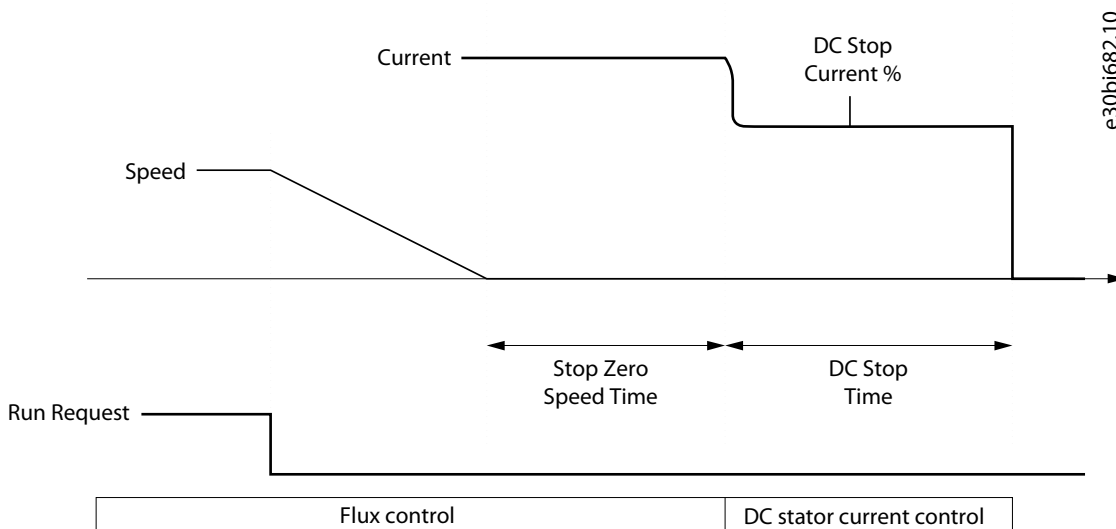 Current
DC Stop
Current %
e30bi682.10
Speed
Stop Zero
Speed Time
DC Stop
Time
Run Request
Flux control
DC stator current control